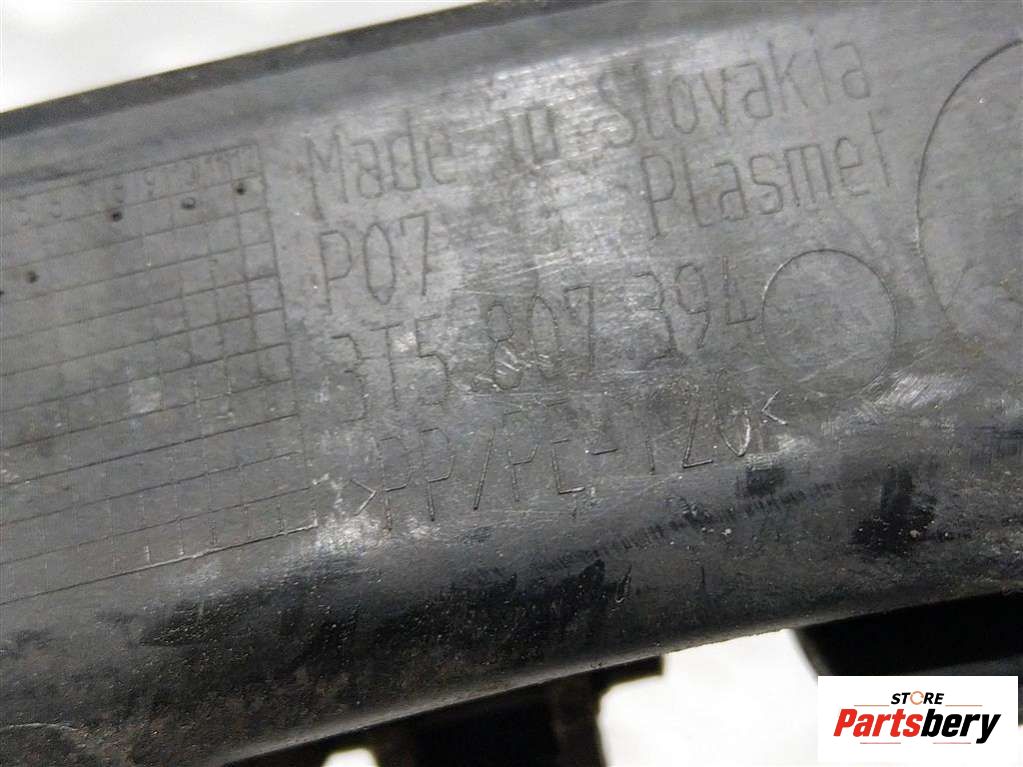 Made in Slovakia
P07 Plasmet
3T5 807 394
>PP/PE-T20<
STORE
Partsbery